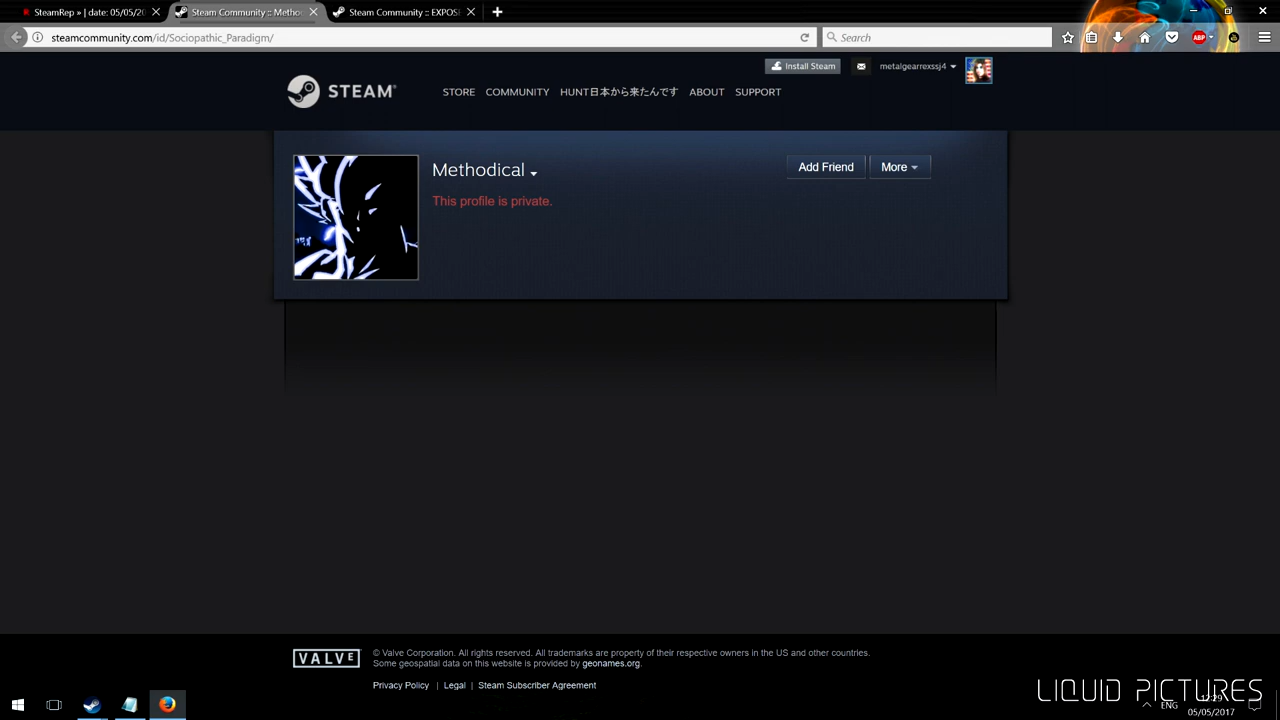 SteamRep » | date: 05/05/20
Steam Community :: Metho
Steam Community :: EXPOSE
steamcommunity.com/id/Sociopathic_Paradigm/
Search
ABP
Install Steam
metalgearrexssj4
STEAM®
STORE
COMMUNITY
HUNT日本から来たんです
ABOUT
SUPPORT
Methodical
Add Friend
More
This profile is private.
VALVE
© Valve Corporation. All rights reserved. All trademarks are property of their respective owners in the US and other countries.
Some geospatial data on this website is provided by geonames.org.
Privacy Policy | Legal | Steam Subscriber Agreement
LIQUID PICTURES
ENG
12:29
05/05/2017